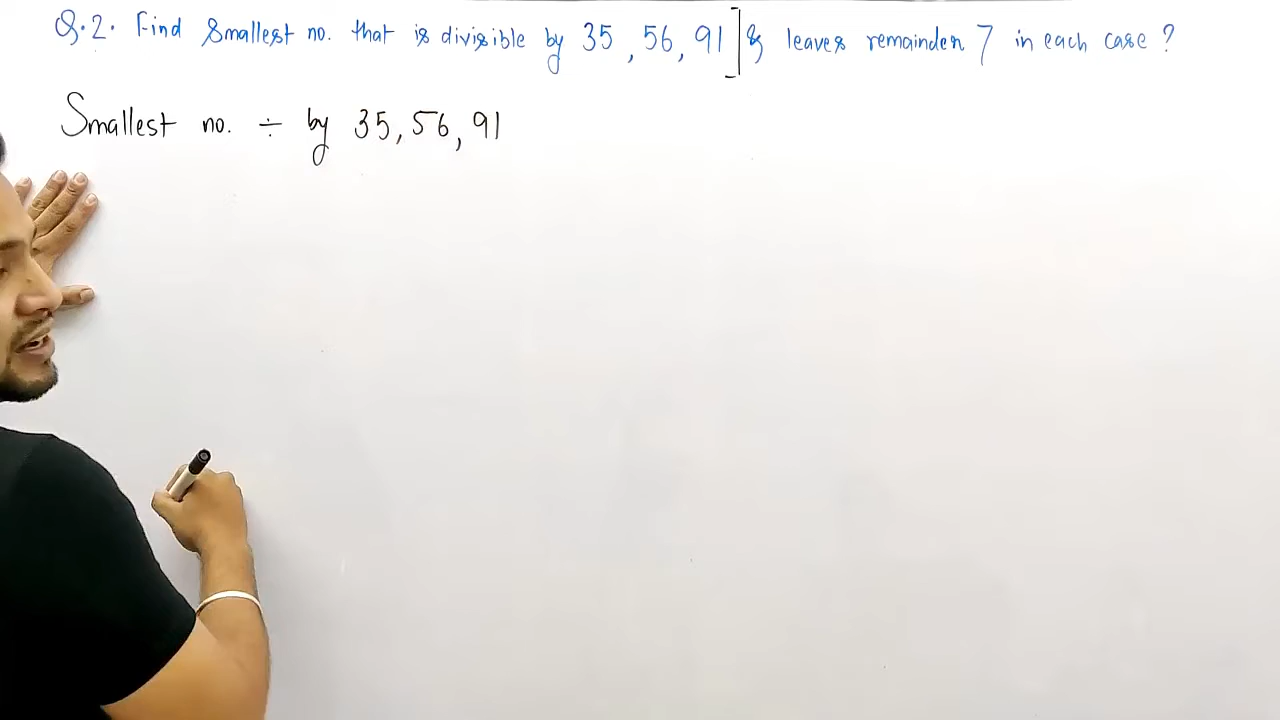 Q.2. Find Smallest no. that is divisible by 35, 56, 91] & leaves remainder 7 in each case ?
Smallest no. ÷ by 35, 56, 91